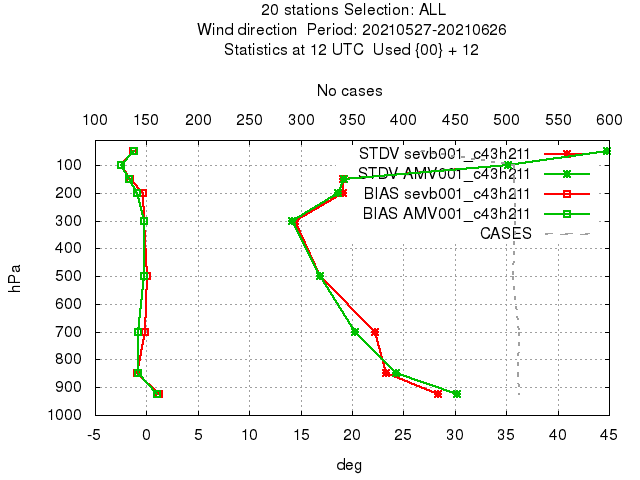 20 stations Selection: ALL
Wind direction  Period: 20210527-20210626
Statistics at 12 UTC  Used {00} + 12
No cases
100 150 200 250 300 350 400 450 500 550 600
STDV sevb001_c43h211
STDV AMV001_c43h211
BIAS sevb001_c43h211
BIAS AMV001_c43h211
CASES
hPa
100
200
300
400
500
600
700
800
900
1000
-5 0 5 10 15 20 25 30 35 40 45
deg